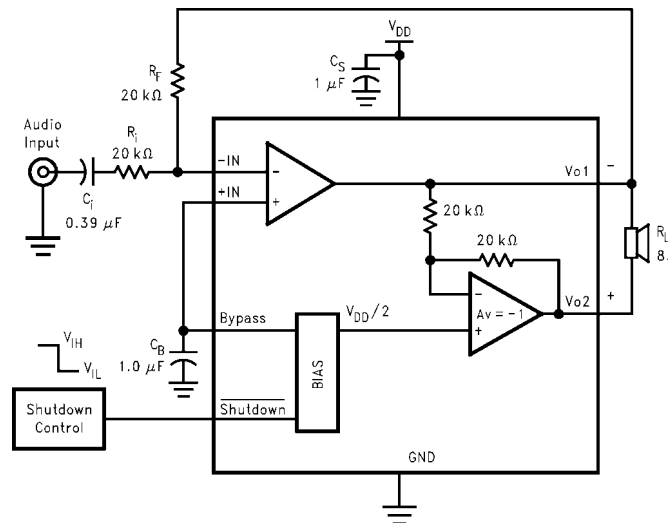 V_DD
C_S
1 µF
R_F
20 kΩ
Audio
Input
R_i
20 kΩ
C_i
0.39 µF
-IN
+IN
-
+
Vo1
-
20 kΩ
20 kΩ
R_L
8.
-
+
Av = -1
Vo2
+
Bypass
V_DD/2
C_B
1.0 µF
BIAS
V_IH
V_IL
Shutdown
Shutdown
Control
GND